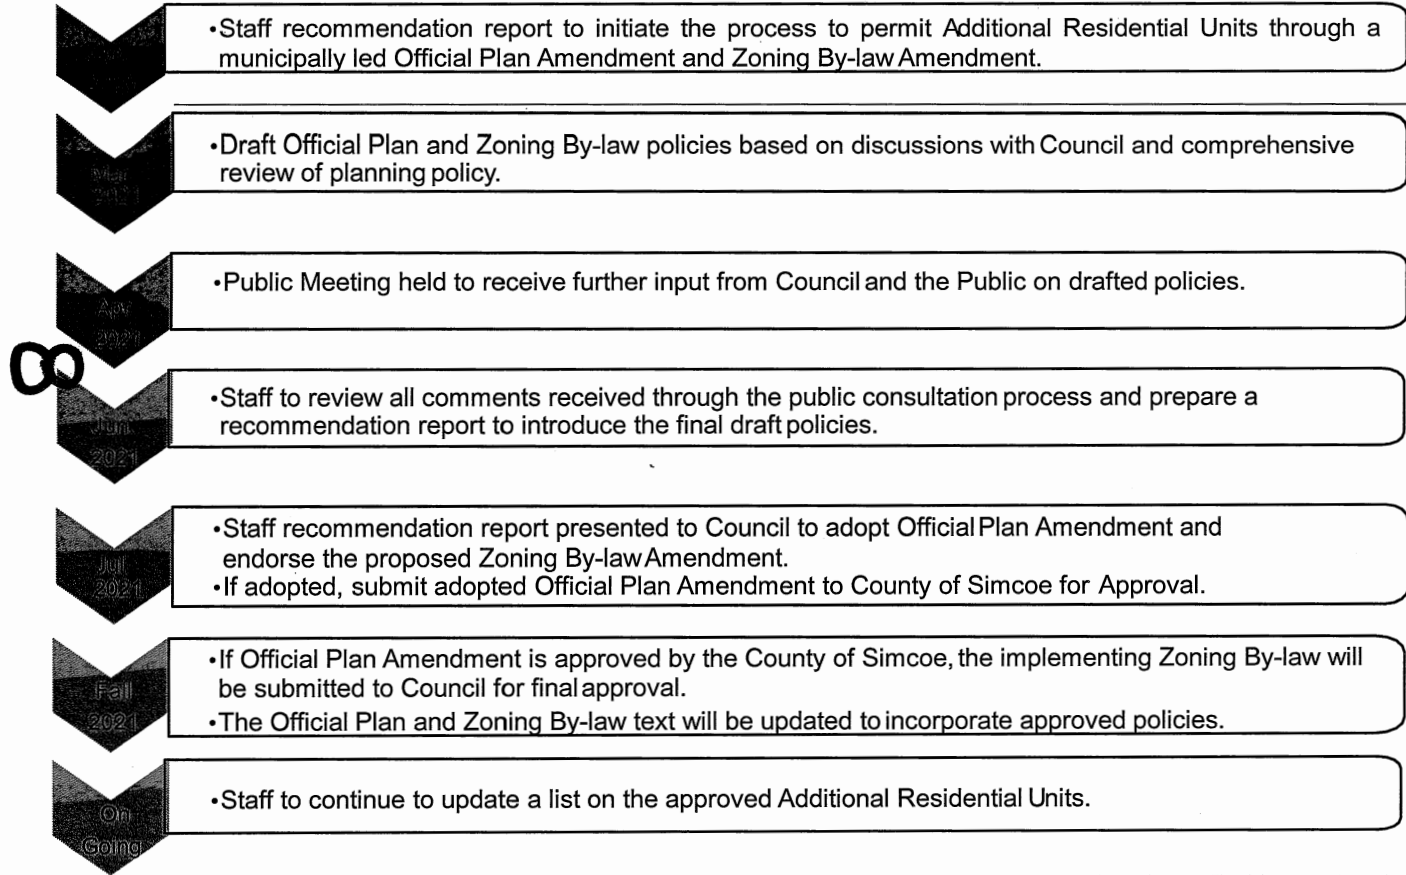 •Staff recommendation report to initiate the process to permit Additional Residential Units through a
municipally led Official Plan Amendment and Zoning By-law Amendment.
Mar
2021
•Draft Official Plan and Zoning By-law policies based on discussions with Council and comprehensive
review of planning policy.
Apr
2021
•Public Meeting held to receive further input from Council and the Public on drafted policies.
Jun
2021
•Staff to review all comments received through the public consultation process and prepare a
recommendation report to introduce the final draft policies.
Jul
2021
•Staff recommendation report presented to Council to adopt Official Plan Amendment and
endorse the proposed Zoning By-law Amendment.
•If adopted, submit adopted Official Plan Amendment to County of Simcoe for Approval.
Fall
2021
•If Official Plan Amendment is approved by the County of Simcoe, the implementing Zoning By-law will
be submitted to Council for final approval.
•The Official Plan and Zoning By-law text will be updated to incorporate approved policies.
On
Going
•Staff to continue to update a list on the approved Additional Residential Units.